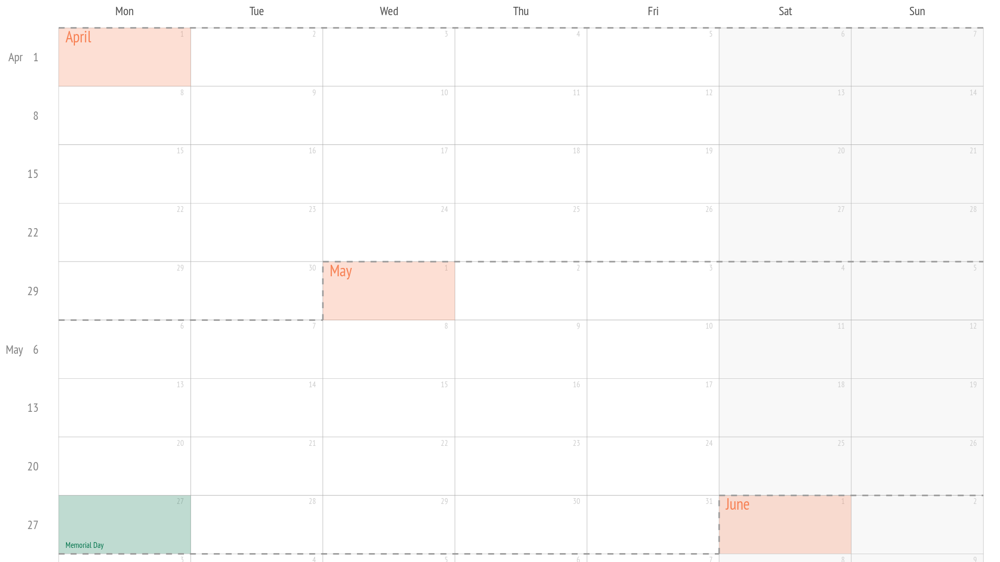 Mon Tue Wed Thu Fri Sat Sun
April 1 2 3 4 5 6 7
Apr 1
8 9 10 11 12 13 14
8
15 16 17 18 19 20 21
15
22 23 24 25 26 27 28
22
29 30 May 1 2 3 4 5
29
6 7 8 9 10 11 12
May 6
13 14 15 16 17 18 19
13
20 21 22 23 24 25 26
20
27 28 29 30 31 June 1 2
27
Memorial Day
3 4 5 6 7 8 9